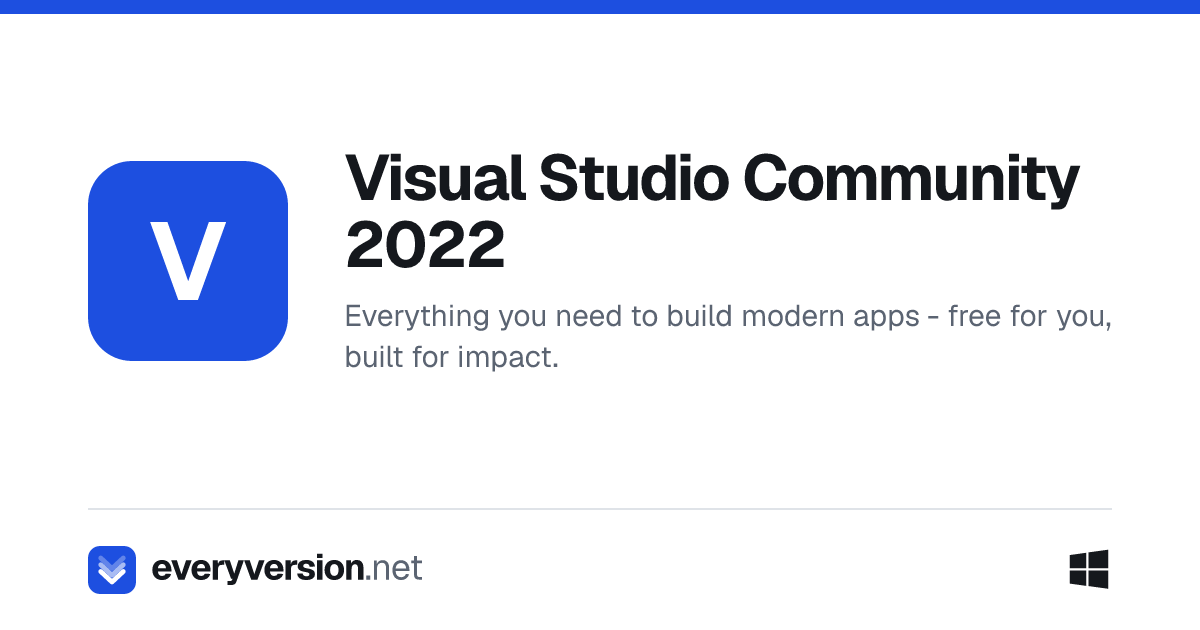 V
Visual Studio Community
2022
Everything you need to build modern apps - free for you,
built for impact.
everyversion.net